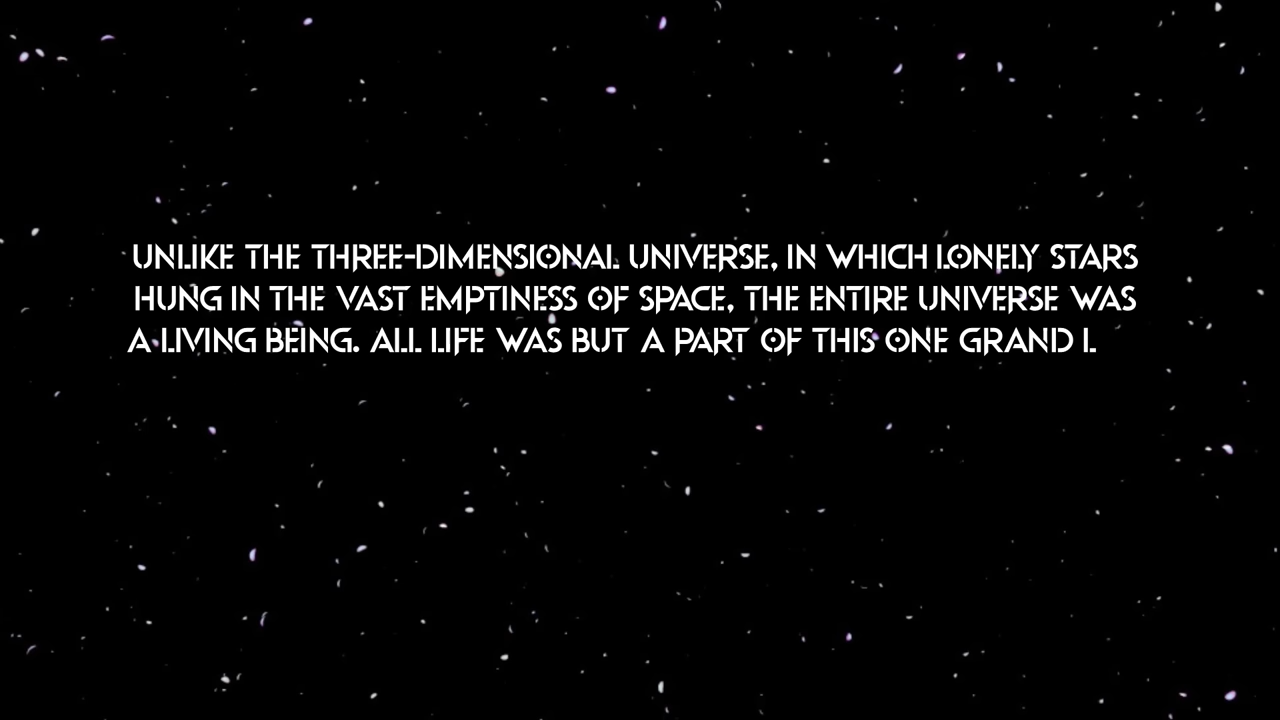 UNLIKE THE THREE-DIMENSIONAL UNIVERSE, IN WHICH LONELY STARS
HUNG IN THE VAST EMPTINESS OF SPACE, THE ENTIRE UNIVERSE WAS
A LIVING BEING. ALL LIFE WAS BUT A PART OF THIS ONE GRAND L